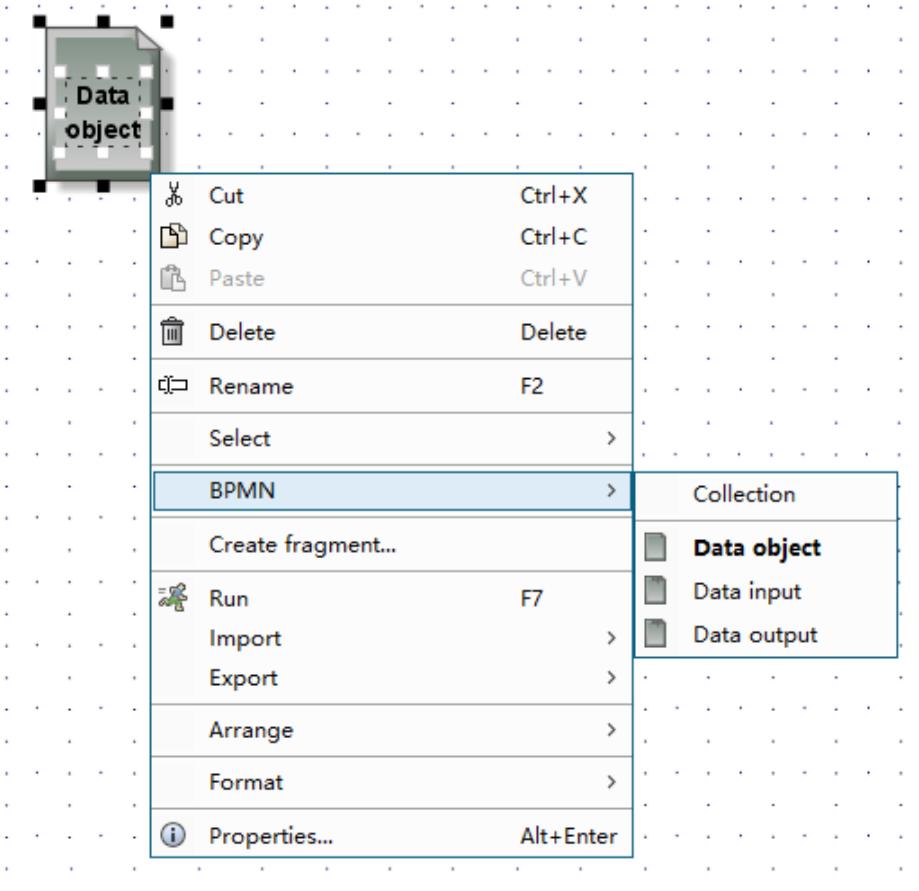 Data
object
Cut Ctrl+X
Copy Ctrl+C
Paste Ctrl+V
Delete Delete
Rename F2
Select
BPMN
Create fragment...
Run F7
Import
Export
Arrange
Format
Properties... Alt+Enter
Collection
Data object
Data input
Data output